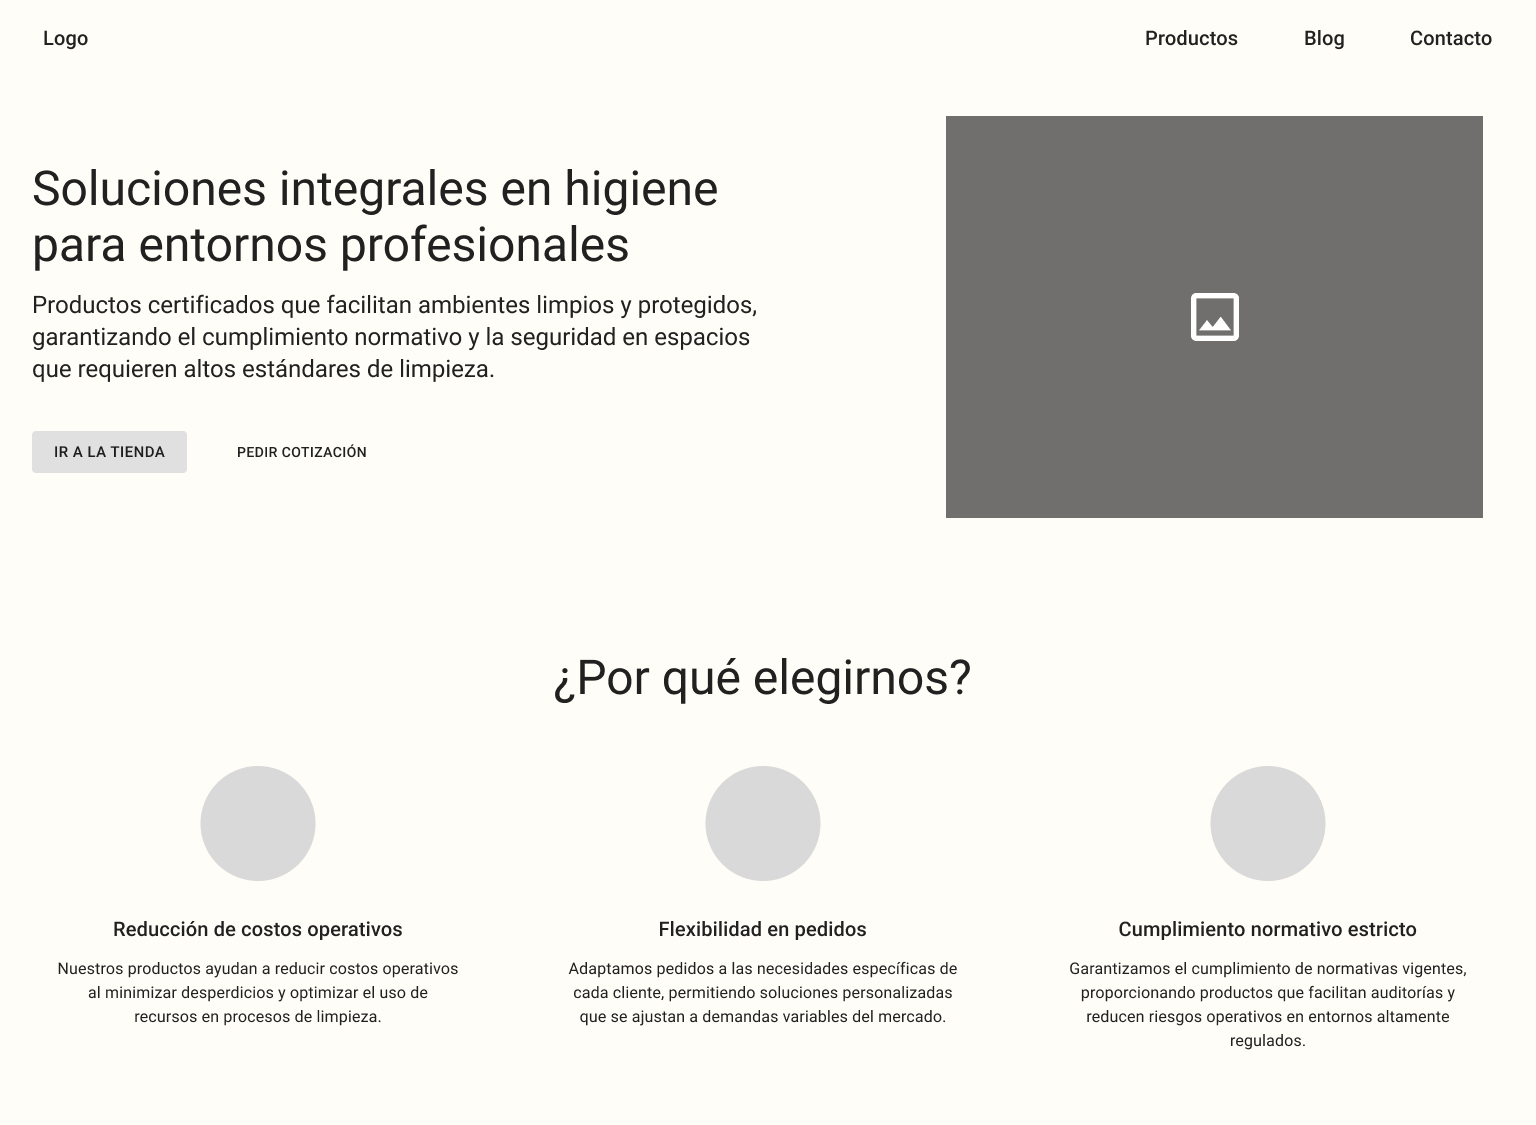 Logo
Productos
Blog
Contacto
Soluciones integrales en higiene
para entornos profesionales
Productos certificados que facilitan ambientes limpios y protegidos,
garantizando el cumplimiento normativo y la seguridad en espacios
que requieren altos estándares de limpieza.
IR A LA TIENDA
PEDIR COTIZACIÓN
¿Por qué elegirnos?
Reducción de costos operativos
Nuestros productos ayudan a reducir costos operativos
al minimizar desperdicios y optimizar el uso de
recursos en procesos de limpieza.
Flexibilidad en pedidos
Adaptamos pedidos a las necesidades específicas de
cada cliente, permitiendo soluciones personalizadas
que se ajustan a demandas variables del mercado.
Cumplimiento normativo estricto
Garantizamos el cumplimiento de normativas vigentes,
proporcionando productos que facilitan auditorías y
reducen riesgos operativos en entornos altamente
regulados.